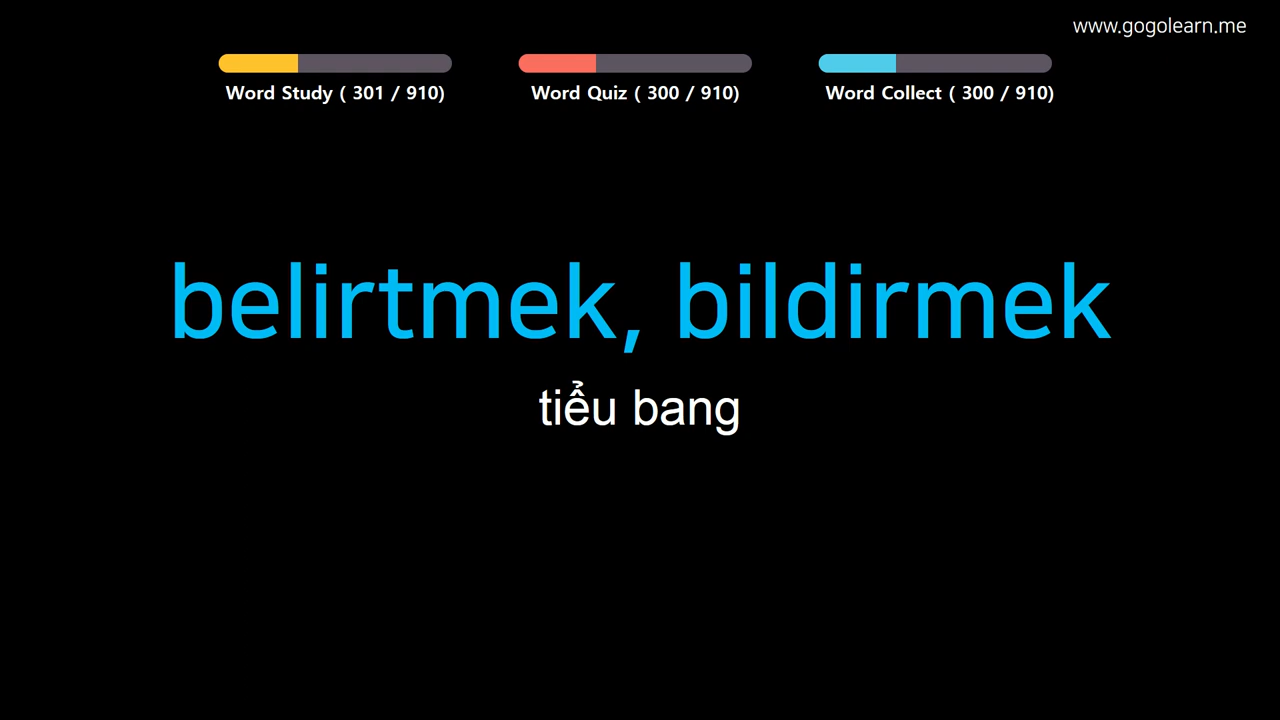 www.gogolearn.me
Word Study ( 301 / 910)
Word Quiz ( 300 / 910)
Word Collect ( 300 / 910)
belirtmek, bildirmek
tiểu bang